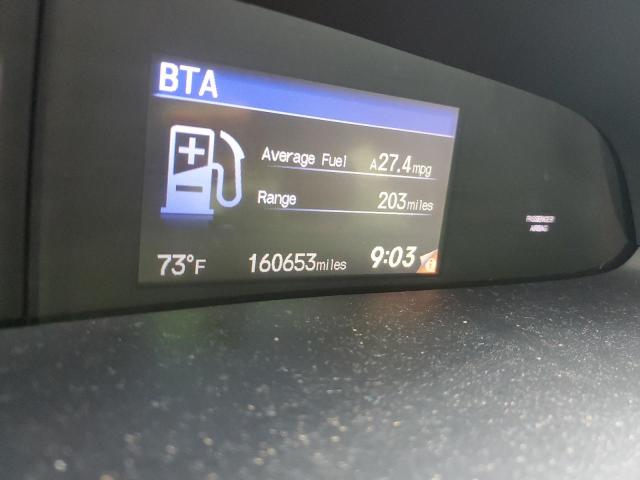 BTA
Average Fuel A27.4mpg
Range 203miles
73°F 160653miles 9:03
PASSENGER
AIRBAG